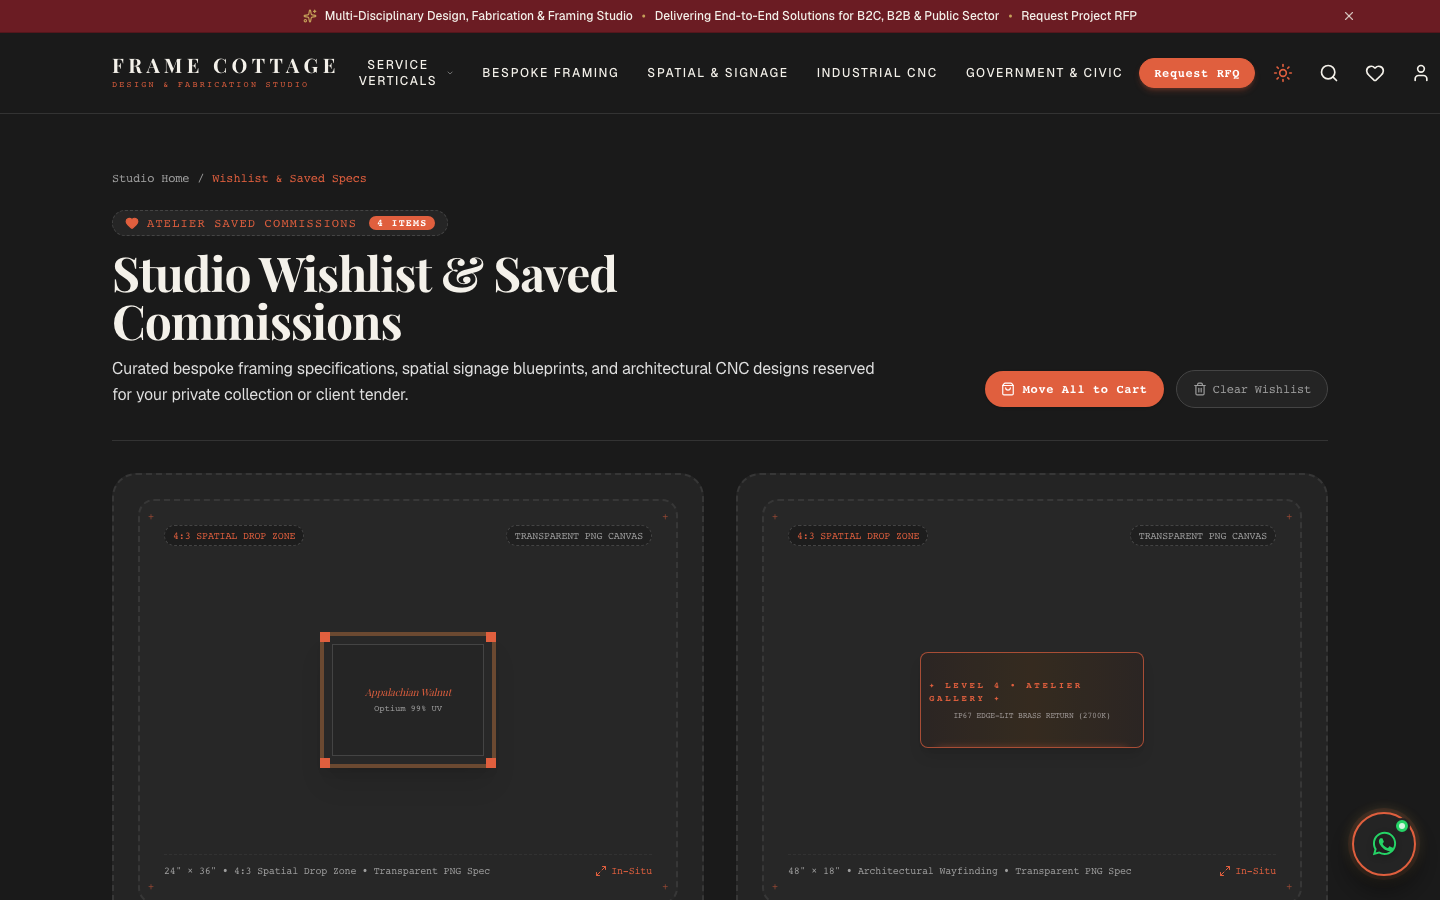 Multi-Disciplinary Design, Fabrication & Framing Studio • Delivering End-to-End Solutions for B2C, B2B & Public Sector • Request Project RFP
FRAME COTTAGE
DESIGN & FABRICATION STUDIO
SERVICE
VERTICALS
BESPOKE FRAMING
SPATIAL & SIGNAGE
INDUSTRIAL CNC
GOVERNMENT & CIVIC
Request RFQ
Studio Home / Wishlist & Saved Specs
ATELIER SAVED COMMISSIONS 4 ITEMS
Studio Wishlist & Saved
Commissions
Curated bespoke framing specifications, spatial signage blueprints, and architectural CNC designs reserved
for your private collection or client tender.
Move All to Cart
Clear Wishlist
4:3 SPATIAL DROP ZONE
TRANSPARENT PNG CANVAS
Appalachian Walnut
Optium 99% UV
24" × 36" • 4:3 Spatial Drop Zone • Transparent PNG Spec
In-Situ
4:3 SPATIAL DROP ZONE
TRANSPARENT PNG CANVAS
✦ LEVEL 4 • ATELIER
GALLERY ✦
IP67 EDGE-LIT BRASS RETURN (2700K)
48" × 18" • Architectural Wayfinding • Transparent PNG Spec
In-Situ